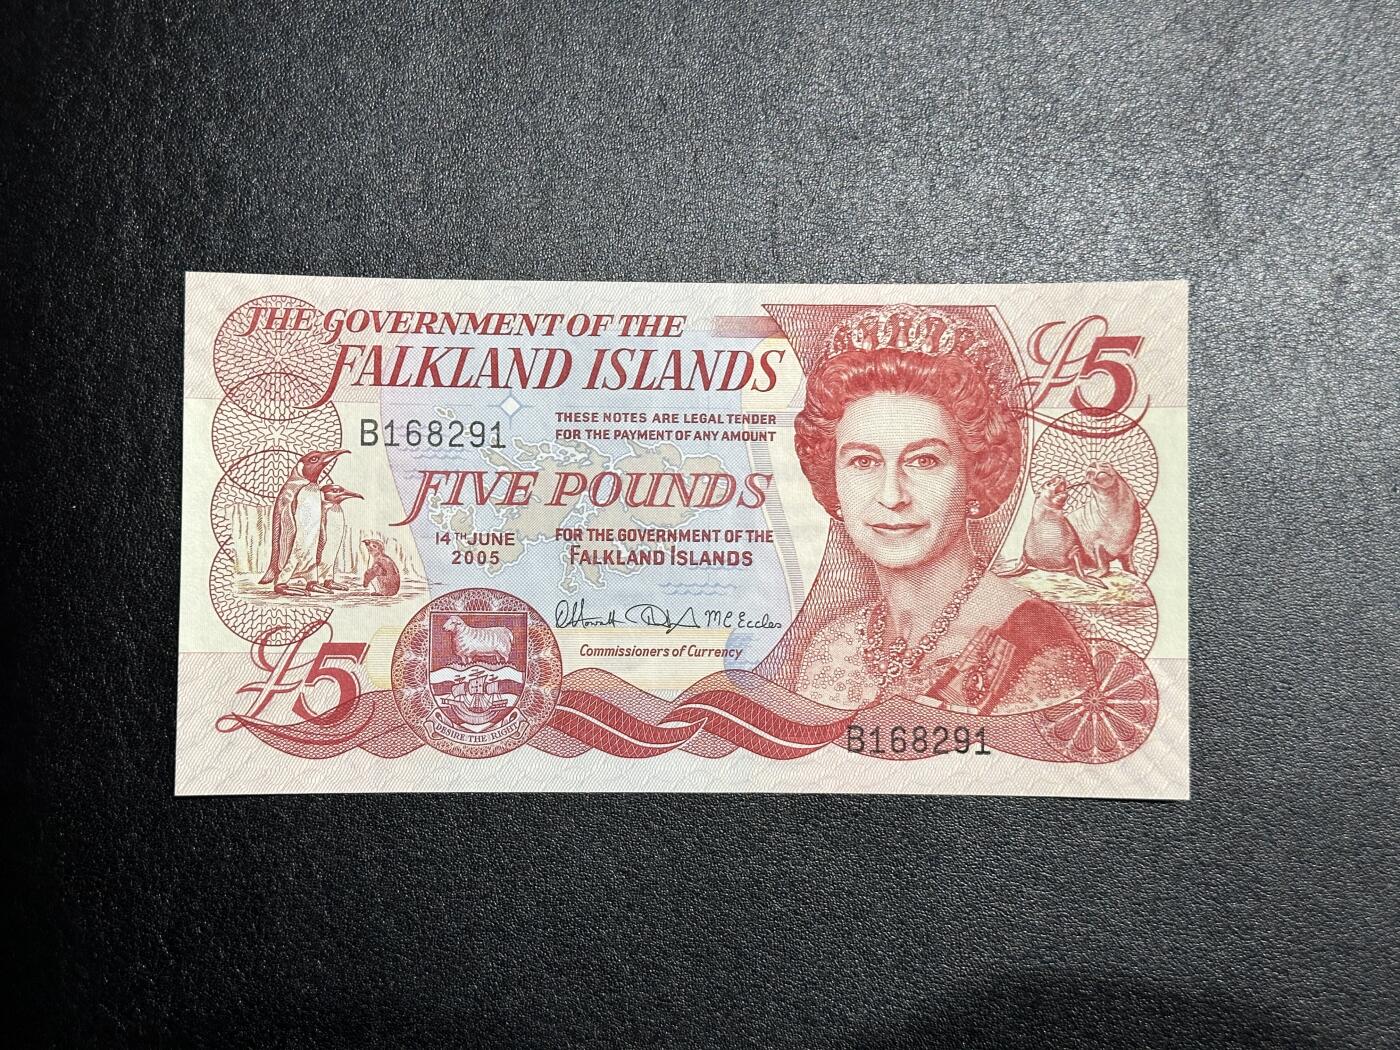 THE GOVERNMENT OF THE
FALKLAND ISLANDS
£5
B168291
THESE NOTES ARE LEGAL TENDER
FOR THE PAYMENT OF ANY AMOUNT
FIVE POUNDS
14TH JUNE
2005
FOR THE GOVERNMENT OF THE
FALKLAND ISLANDS
MC Eccles
Commissioners of Currency
£5
DESIRE THE RIGHT
B168291